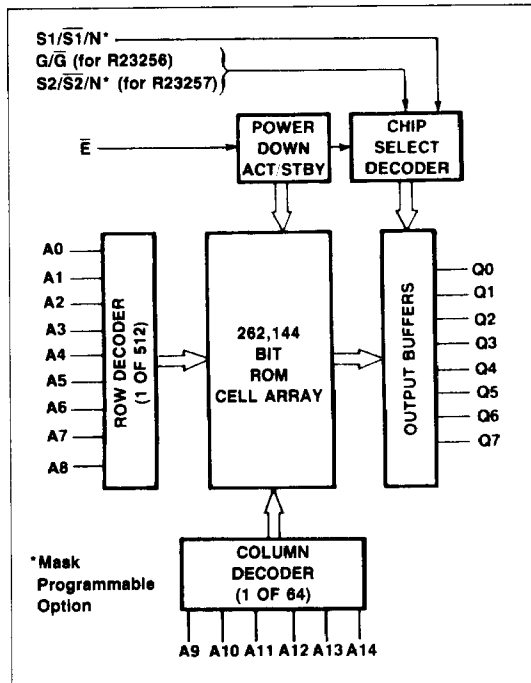 S1/S̅1̅/N*
G/G̅ (for R23256)
S2/S̅2̅/N* (for R23257)
E̅
POWER
DOWN
ACT/STBY
CHIP
SELECT
DECODER
A0
A1
A2
A3
A4
A5
A6
A7
A8
ROW DECODER
(1 OF 512)
262,144
BIT
ROM
CELL ARRAY
OUTPUT BUFFERS
Q0
Q1
Q2
Q3
Q4
Q5
Q6
Q7
COLUMN
DECODER
(1 OF 64)
A9 A10 A11 A12 A13 A14
*Mask
Programmable
Option